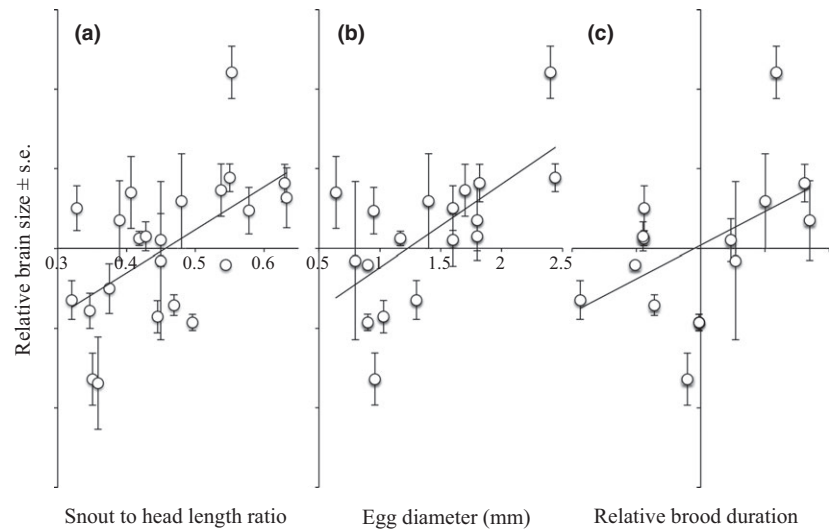 (a) (b) (c)
Relative brain size ± s.e.
0.3 0.4 0.5 0.6 0.5 1 1.5 2 2.5
Snout to head length ratio Egg diameter (mm) Relative brood duration